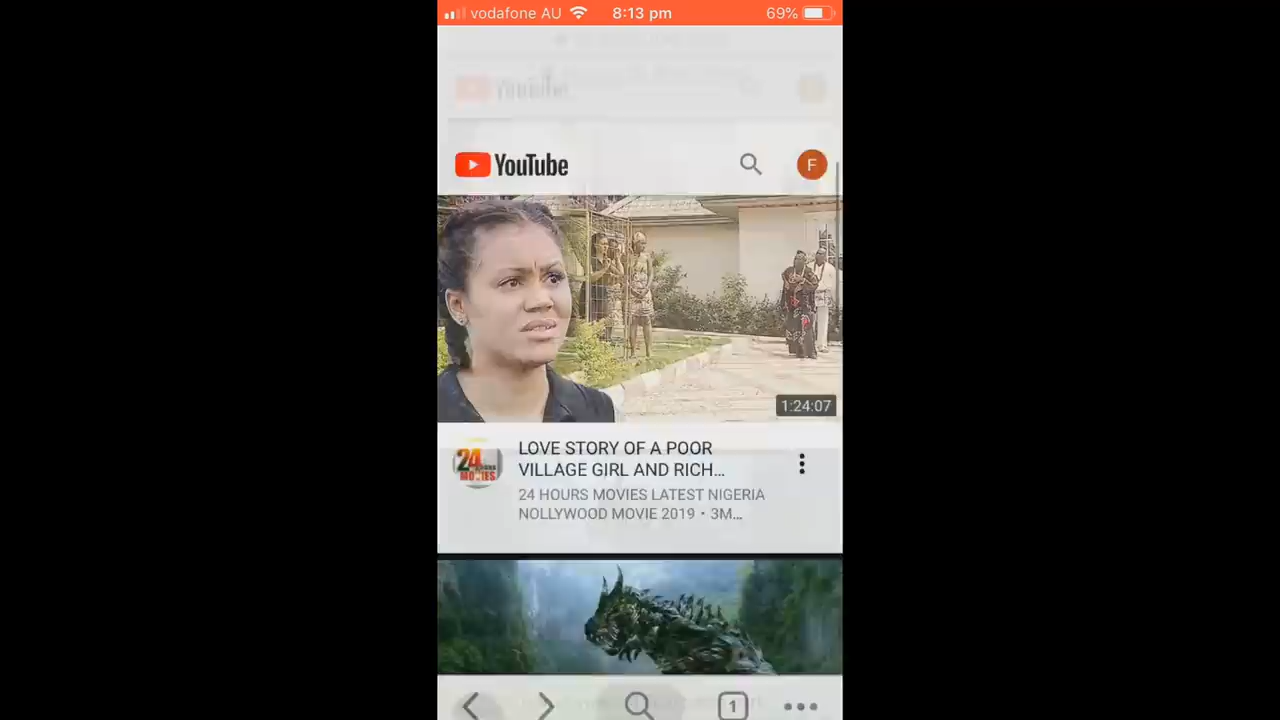 vodafone AU 8:13 pm 69%
YouTube
YouTube F
1:24:07
LOVE STORY OF A POOR
VILLAGE GIRL AND RICH...
24 HOURS MOVIES LATEST NIGERIA
NOLLYWOOD MOVIE 2019 • 3M...
24
MOVIES
1